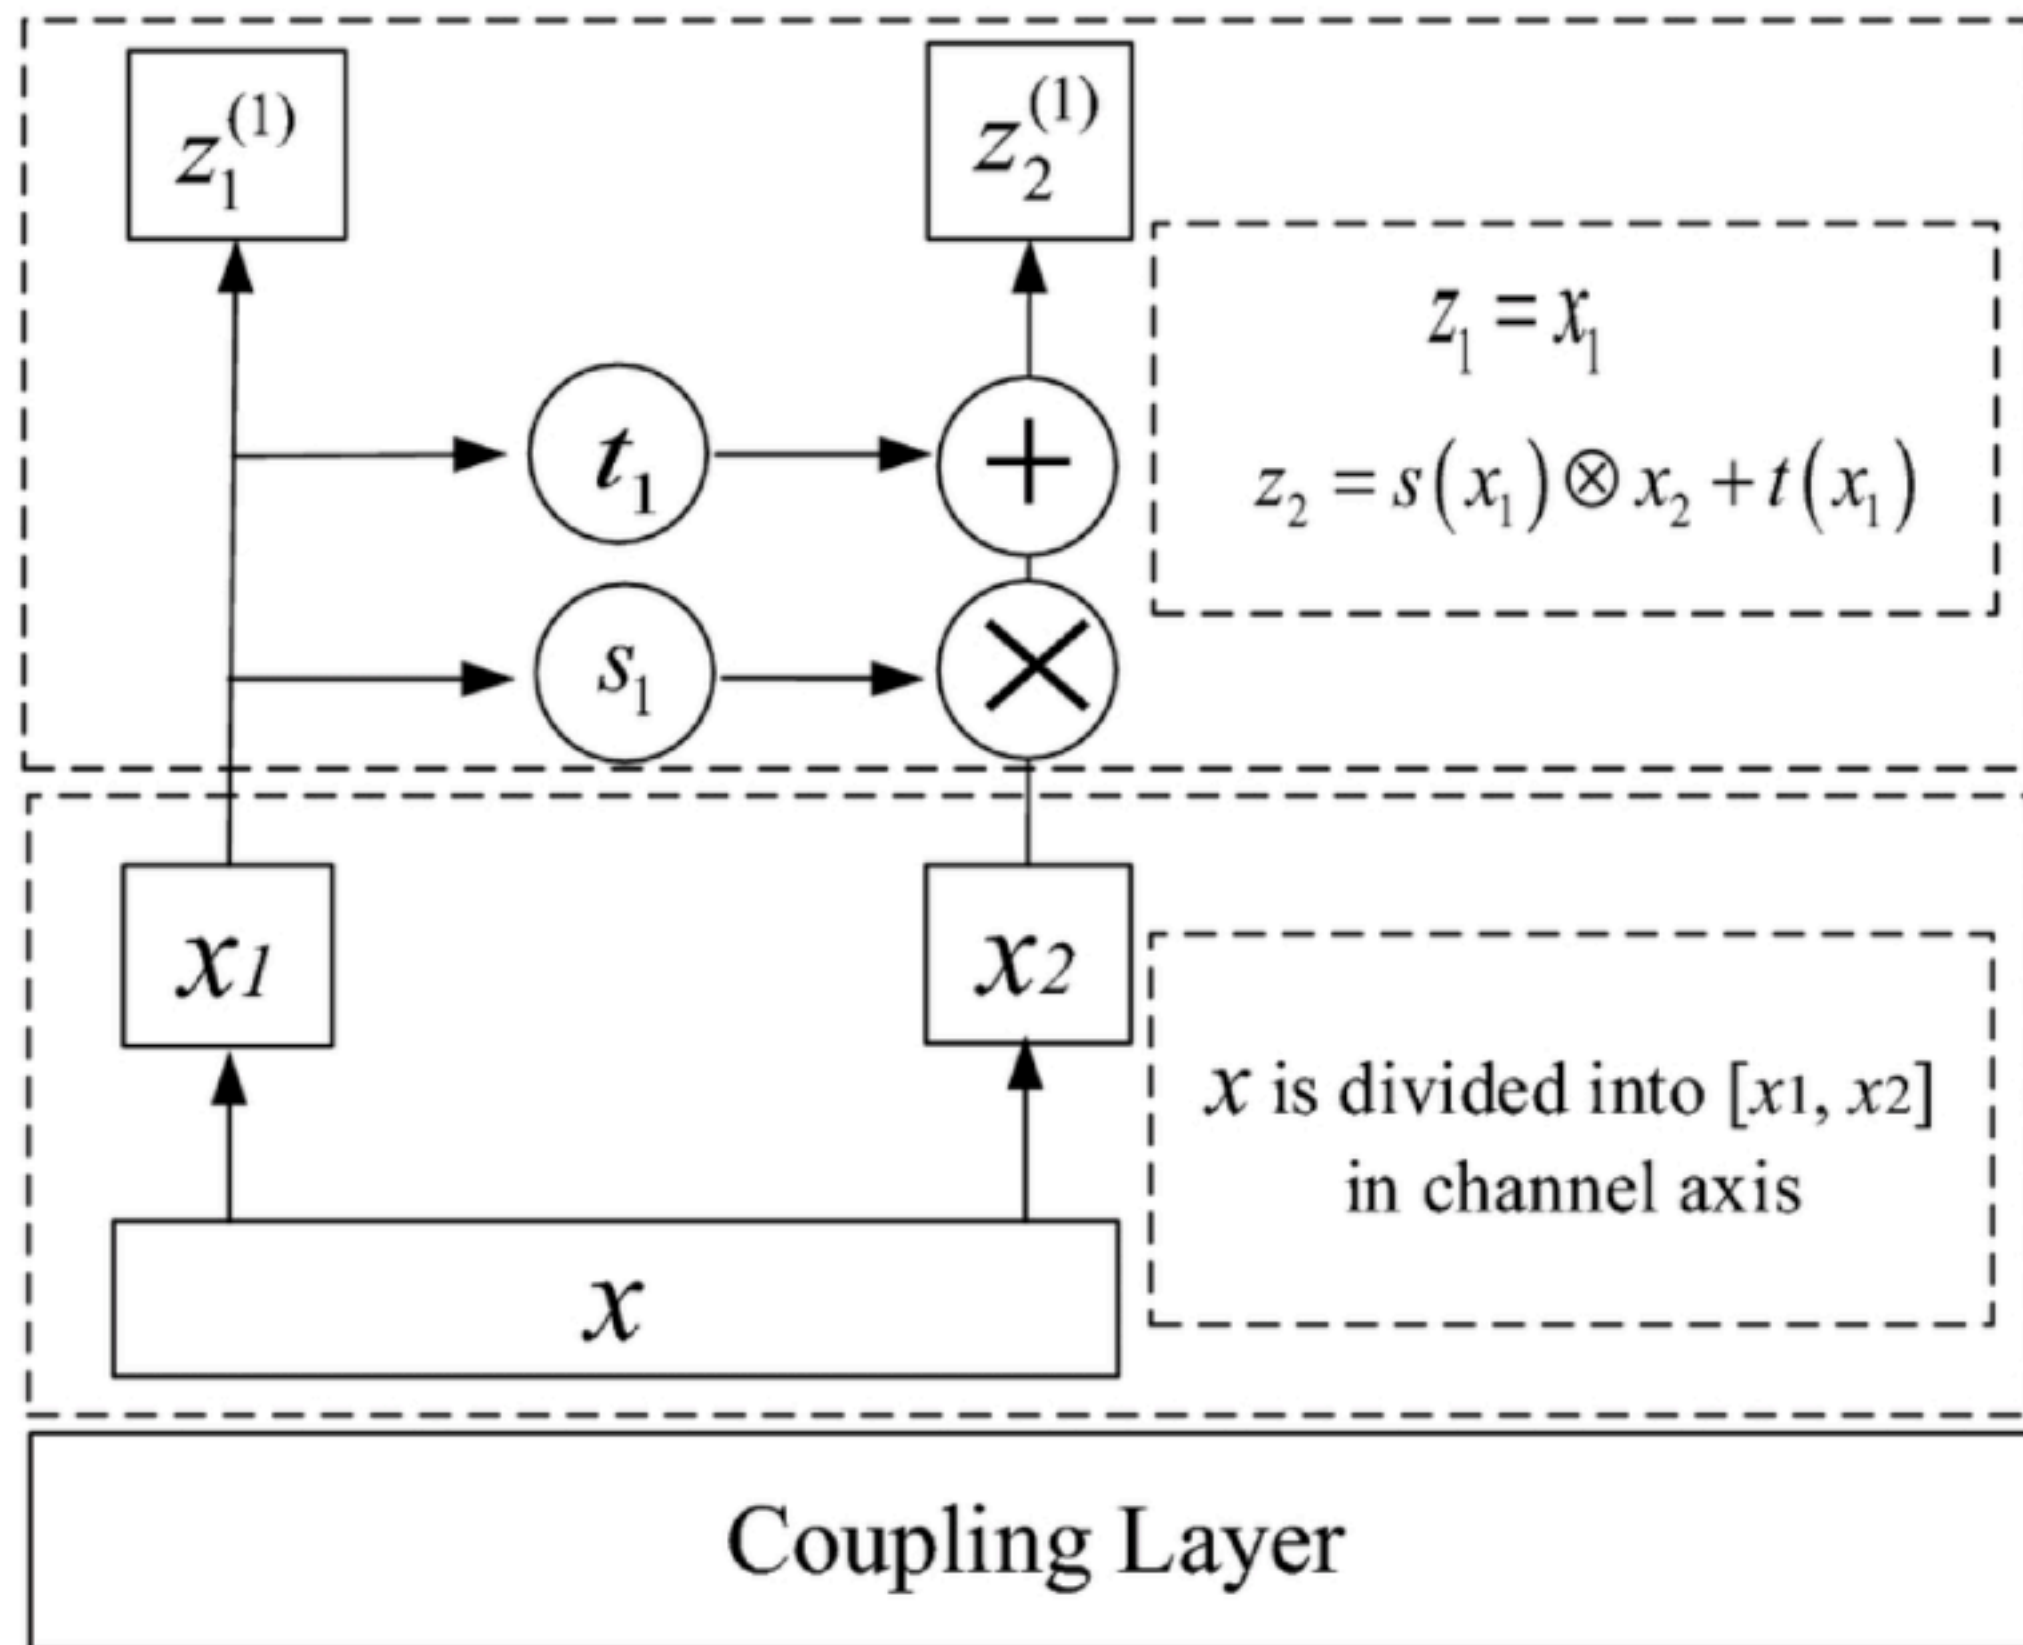 z₁⁽¹⁾ z₂⁽¹⁾
z₁ = x₁
t₁ +
z₂ = s(x₁)⊗x₂+t(x₁)
s₁ ×
x1 x2
x is divided into [x1, x2]
in channel axis
x
Coupling Layer